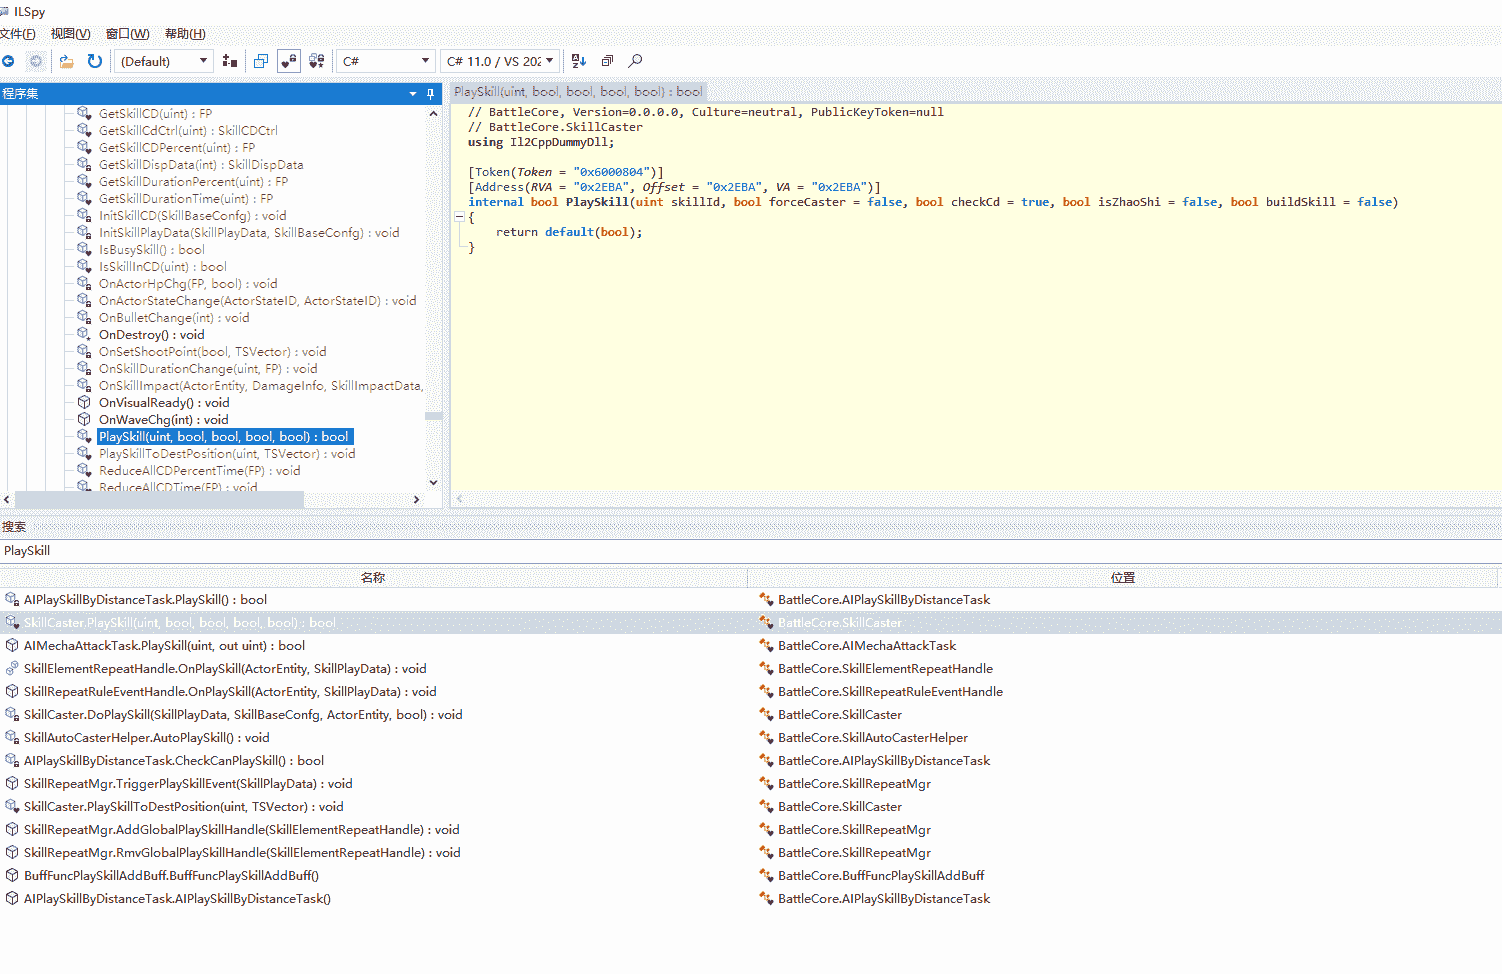 ILSpy
文件(F) 视图(V) 窗口(W) 帮助(H)
(Default) C# C# 11.0 / VS 202
程序集
GetSkillCD(uint) : FP
GetSkillCdCtrl(uint) : SkillCDCtrl
GetSkillCDPercent(uint) : FP
GetSkillDispData(int) : SkillDispData
GetSkillDurationPercent(uint) : FP
GetSkillDurationTime(uint) : FP
InitSkillCD(SkillBaseConfg) : void
InitSkillPlayData(SkillPlayData, SkillBaseConfg) : void
IsBusySkill() : bool
IsSkillInCD(uint) : bool
OnActorHpChg(FP, bool) : void
OnActorStateChange(ActorStateID, ActorStateID) : void
OnBulletChange(int) : void
OnDestroy() : void
OnSetShootPoint(bool, TSVector) : void
OnSkillDurationChange(uint, FP) : void
OnSkillImpact(ActorEntity, DamageInfo, SkillImpactData,
OnVisualReady() : void
OnWaveChg(int) : void
PlaySkill(uint, bool, bool, bool, bool) : bool
PlaySkillToDestPosition(uint, TSVector) : void
ReduceAllCDPercentTime(FP) : void
ReduceAllCDTime(FP) : void
PlaySkill(uint, bool, bool, bool, bool) : bool
// BattleCore, Version=0.0.0.0, Culture=neutral, PublicKeyToken=null
// BattleCore.SkillCaster
using Il2CppDummyDll;
[Token(Token = "0x6000804")]
[Address(RVA = "0x2EBA", Offset = "0x2EBA", VA = "0x2EBA")]
internal bool PlaySkill(uint skillId, bool forceCaster = false, bool checkCd = true, bool isZhaoShi = false, bool buildSkill = false)
{
return default(bool);
}
搜索
PlaySkill
名称 位置
AIPlaySkillByDistanceTask.PlaySkill() : bool BattleCore.AIPlaySkillByDistanceTask
SkillCaster.PlaySkill(uint, bool, bool, bool, bool) : bool BattleCore.SkillCaster
AIMechaAttackTask.PlaySkill(uint, out uint) : bool BattleCore.AIMechaAttackTask
SkillElementRepeatHandle.OnPlaySkill(ActorEntity, SkillPlayData) : void BattleCore.SkillElementRepeatHandle
SkillRepeatRuleEventHandle.OnPlaySkill(ActorEntity, SkillPlayData) : void BattleCore.SkillRepeatRuleEventHandle
SkillCaster.DoPlaySkill(SkillPlayData, SkillBaseConfg, ActorEntity, bool) : void BattleCore.SkillCaster
SkillAutoCasterHelper.AutoPlaySkill() : void BattleCore.SkillAutoCasterHelper
AIPlaySkillByDistanceTask.CheckCanPlaySkill() : bool BattleCore.AIPlaySkillByDistanceTask
SkillRepeatMgr.TriggerPlaySkillEvent(SkillPlayData) : void BattleCore.SkillRepeatMgr
SkillCaster.PlaySkillToDestPosition(uint, TSVector) : void BattleCore.SkillCaster
SkillRepeatMgr.AddGlobalPlaySkillHandle(SkillElementRepeatHandle) : void BattleCore.SkillRepeatMgr
SkillRepeatMgr.RmvGlobalPlaySkillHandle(SkillElementRepeatHandle) : void BattleCore.SkillRepeatMgr
BuffFuncPlaySkillAddBuff.BuffFuncPlaySkillAddBuff() BattleCore.BuffFuncPlaySkillAddBuff
AIPlaySkillByDistanceTask.AIPlaySkillByDistanceTask() BattleCore.AIPlaySkillByDistanceTask